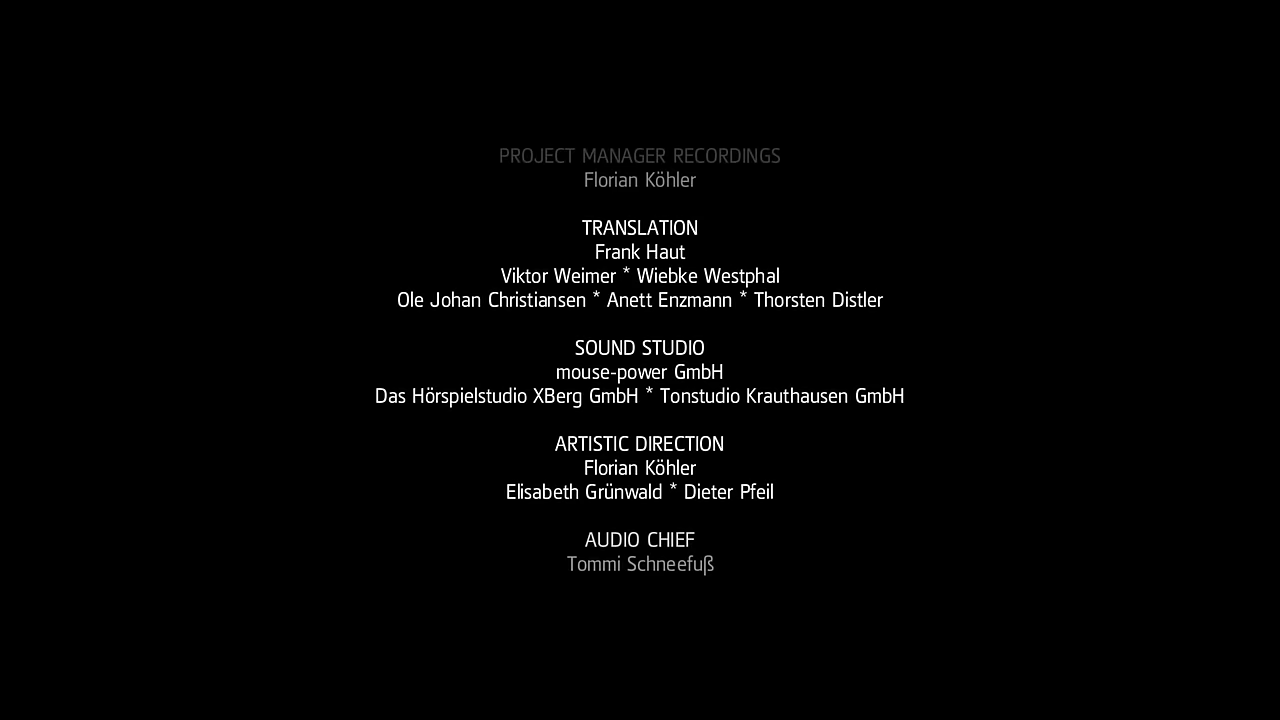 PROJECT MANAGER RECORDINGS
Florian Köhler
TRANSLATION
Frank Haut
Viktor Weimer * Wiebke Westphal
Ole Johan Christiansen * Anett Enzmann * Thorsten Distler
SOUND STUDIO
mouse-power GmbH
Das Hörspielstudio XBerg GmbH * Tonstudio Krauthausen GmbH
ARTISTIC DIRECTION
Florian Köhler
Elisabeth Grünwald * Dieter Pfeil
AUDIO CHIEF
Tommi Schneefuß